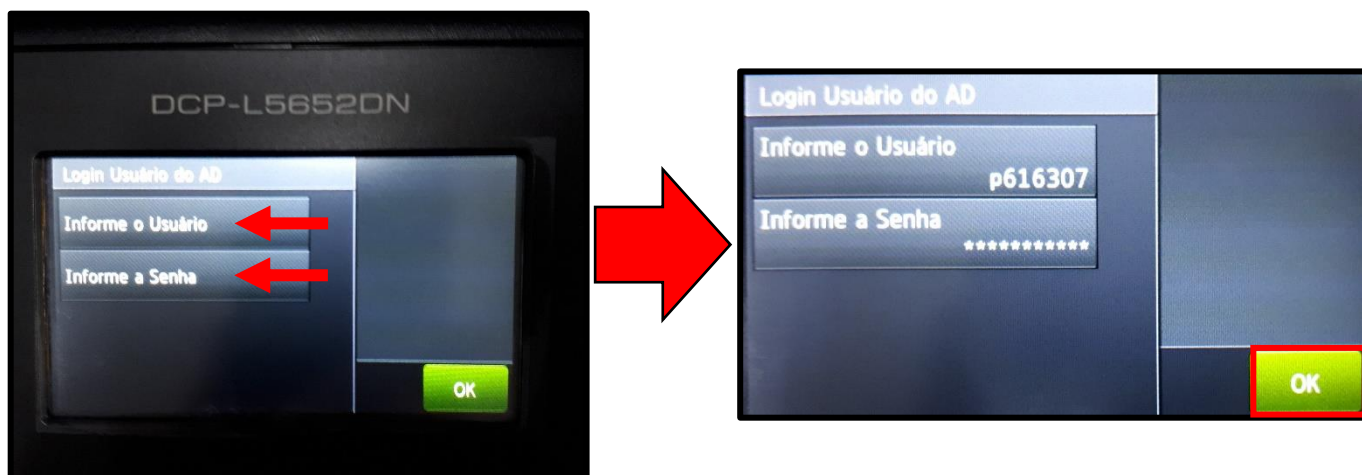 DCP-L5652DN
Login Usuário do AD
Informe o Usuário
Informe a Senha
OK
Login Usuário do AD
Informe o Usuário
p616307
Informe a Senha
***********
OK